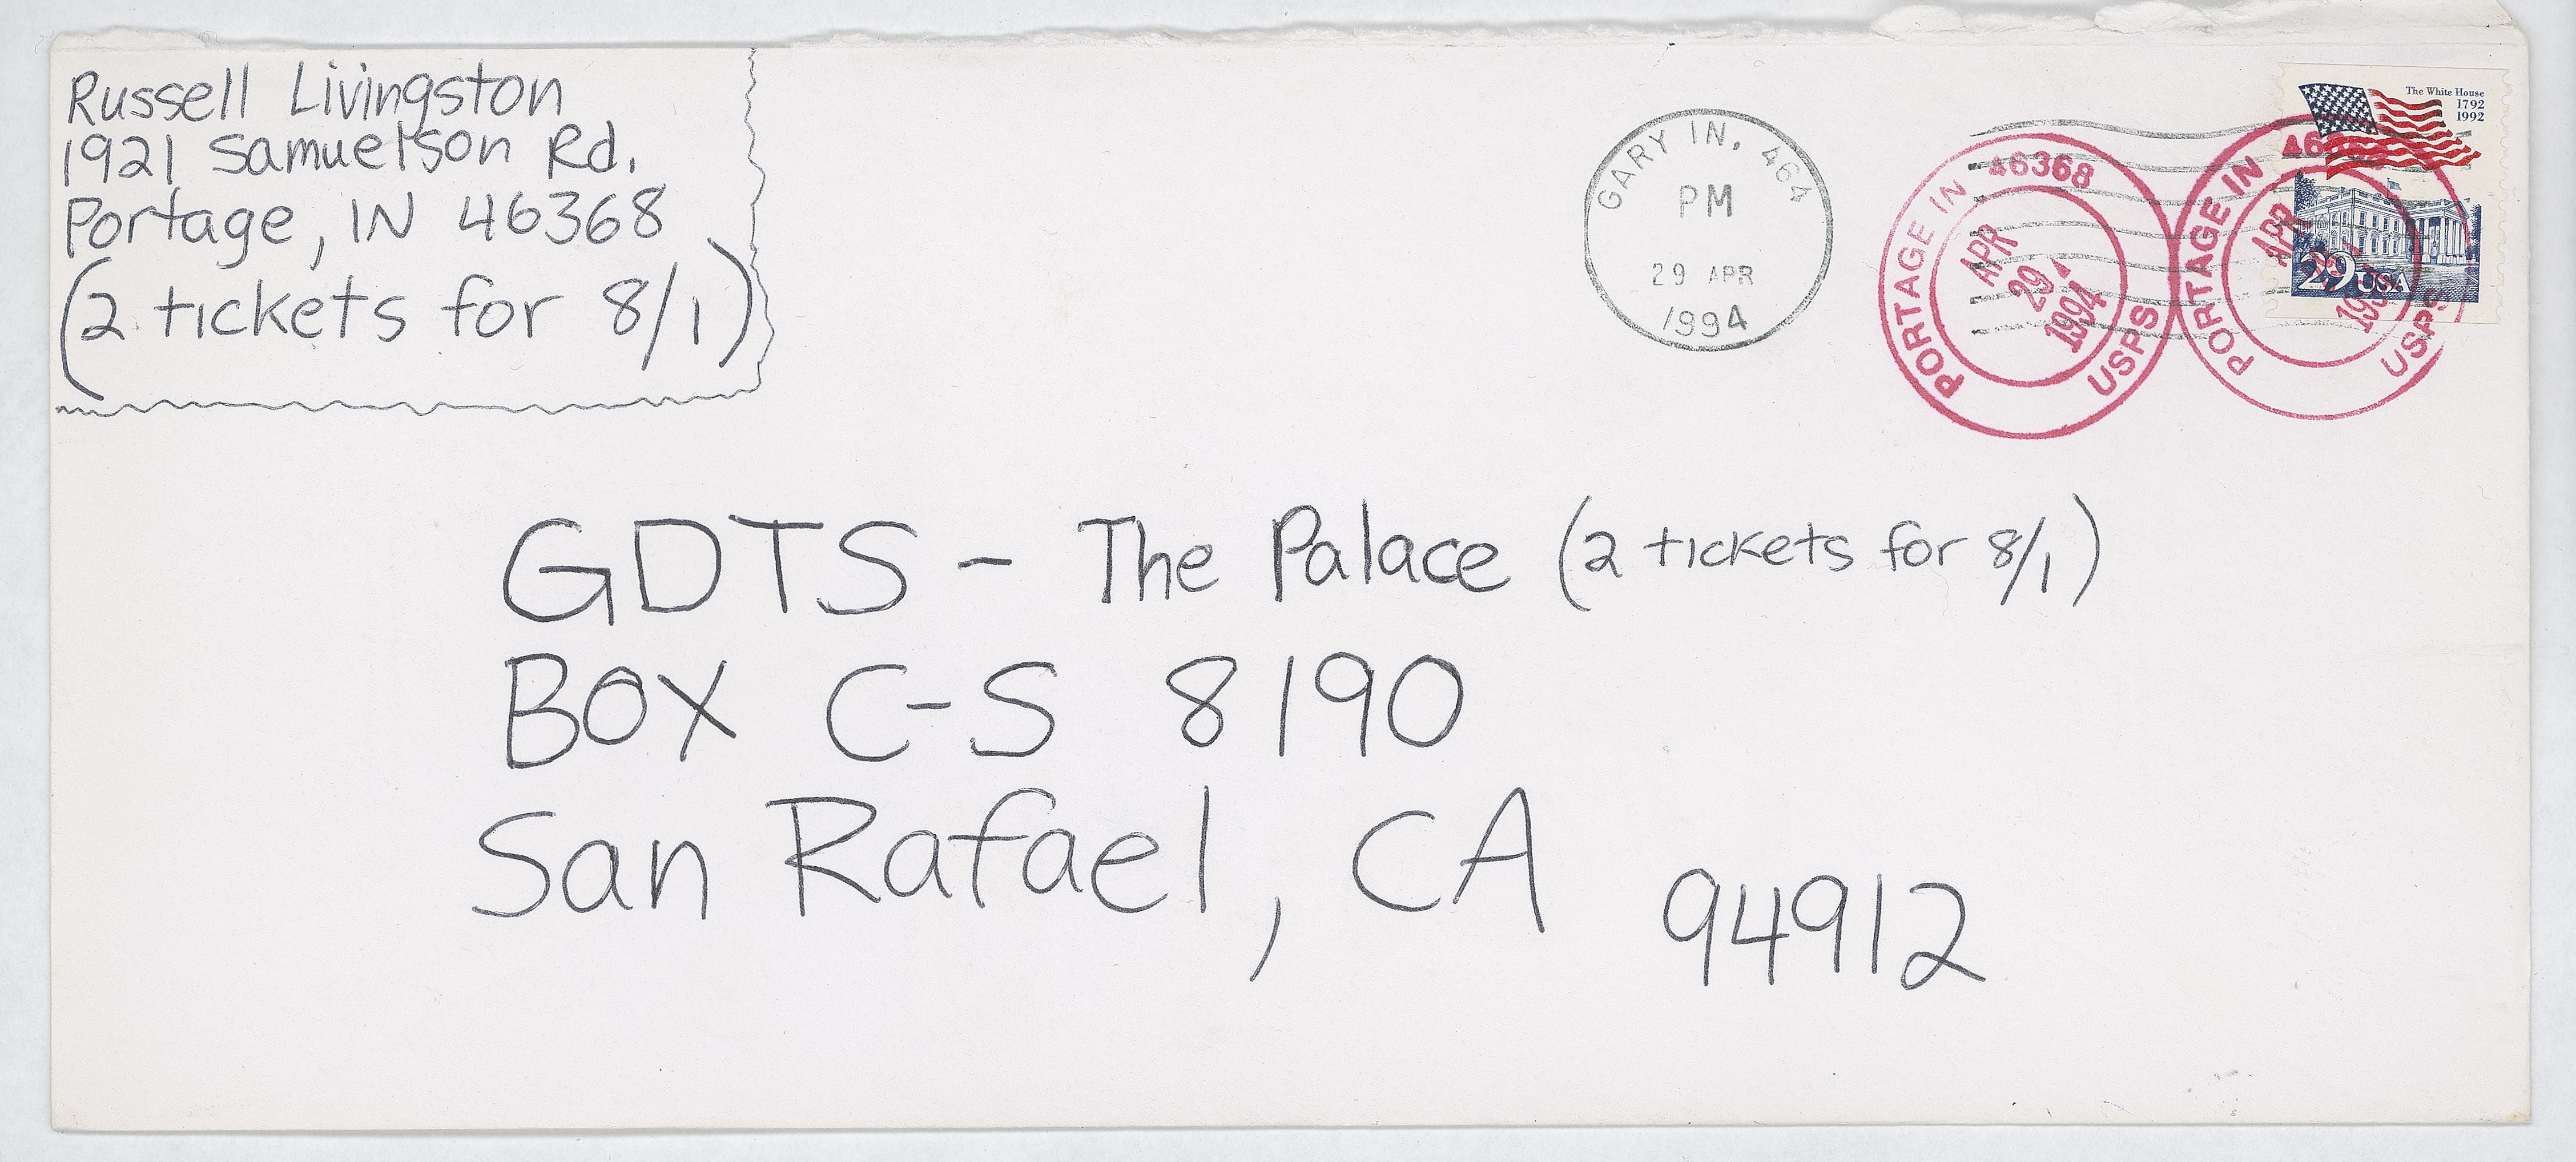 Russell Livingston
1921 Samuelson Rd.
Portage, IN 46368
(2 tickets for 8/1)
GARY IN, 464
PM
29 APR
1994
PORTAGE IN 46368
APR
29
1994
USPS
PORTAGE IN
APR
USPS
The White House
1792
1992
29 USA
GDTS - The Palace (2 tickets for 8/1)
BOX C-S 8190
San Rafael, CA 94912